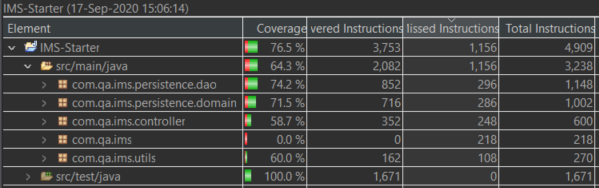 IMS-Starter (17-Sep-2020 15:06:14)
Element Coverage vered Instructions lissed Instructions Total Instructions
IMS-Starter 76.5 % 3,753 1,156 4,909
src/main/java 64.3 % 2,082 1,156 3,238
com.qa.ims.persistence.dao 74.2 % 852 296 1,148
com.qa.ims.persistence.domain 71.5 % 716 286 1,002
com.qa.ims.controller 58.7 % 352 248 600
com.qa.ims 0.0 % 0 218 218
com.qa.ims.utils 60.0 % 162 108 270
src/test/java 100.0 % 1,671 0 1,671